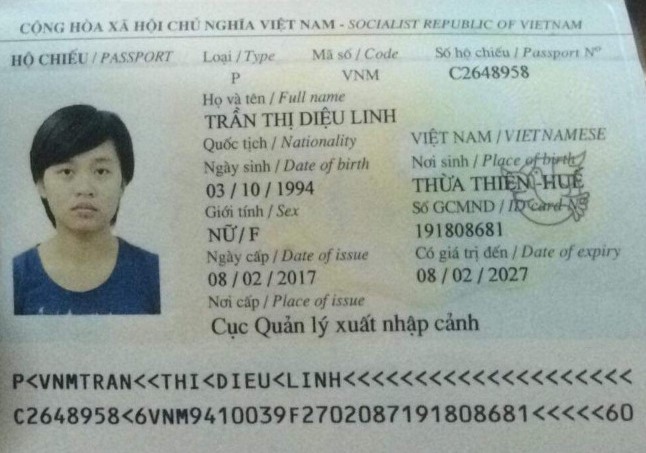 CỘNG HÒA XÃ HỘI CHỦ NGHĨA VIỆT NAM - SOCIALIST REPUBLIC OF VIETNAM
HỘ CHIẾU / PASSPORT Loại / Type Mã số / Code Số hộ chiếu / Passport Nº
P VNM C2648958
Họ và tên / Full name
TRẦN THỊ DIỆU LINH
Quốc tịch / Nationality VIỆT NAM / VIETNAMESE
Ngày sinh / Date of birth Nơi sinh / Place of birth
03 / 10 / 1994 THỪA THIÊN-HUẾ
Giới tính / Sex Số GCMND / ID card Nº
NỮ / F 191808681
Ngày cấp / Date of issue Có giá trị đến / Date of expiry
08 / 02 / 2017 08 / 02 / 2027
Nơi cấp / Place of issue
Cục Quản lý xuất nhập cảnh
P<VNMTRAN<<THI<DIEU<LINH<<<<<<<<<<<<<<<<<<<<
C2648958<6VNM9410039F2702087191808681<<<<<60